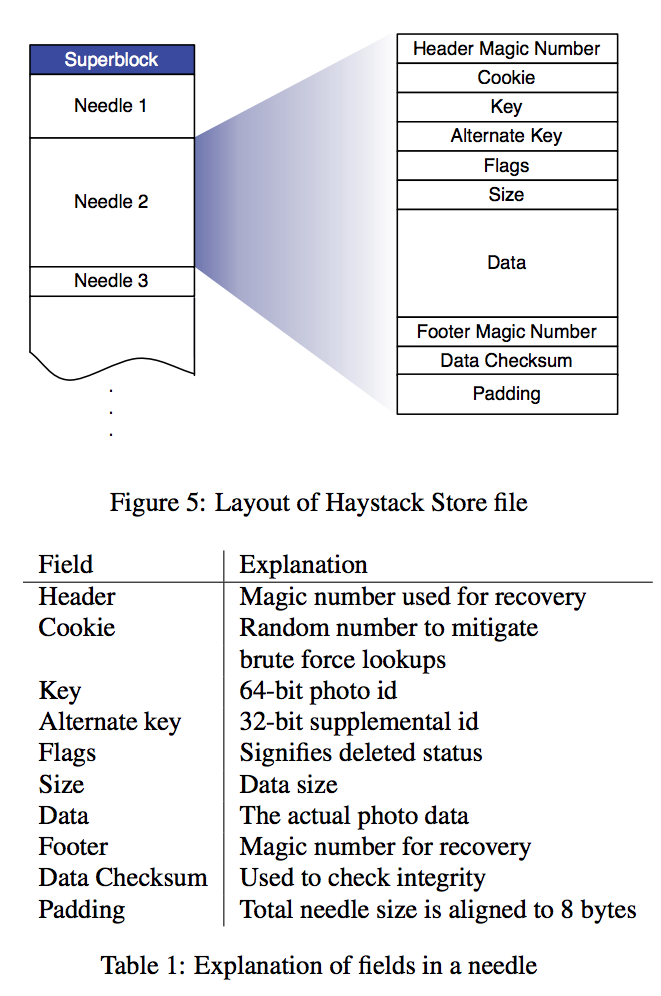 Superblock
Needle 1
Needle 2
Needle 3
Header Magic Number
Cookie
Key
Alternate Key
Flags
Size
Data
Footer Magic Number
Data Checksum
Padding
Figure 5: Layout of Haystack Store file
Field Explanation
Header Magic number used for recovery
Cookie Random number to mitigate
brute force lookups
Key 64-bit photo id
Alternate key 32-bit supplemental id
Flags Signifies deleted status
Size Data size
Data The actual photo data
Footer Magic number for recovery
Data Checksum Used to check integrity
Padding Total needle size is aligned to 8 bytes
Table 1: Explanation of fields in a needle